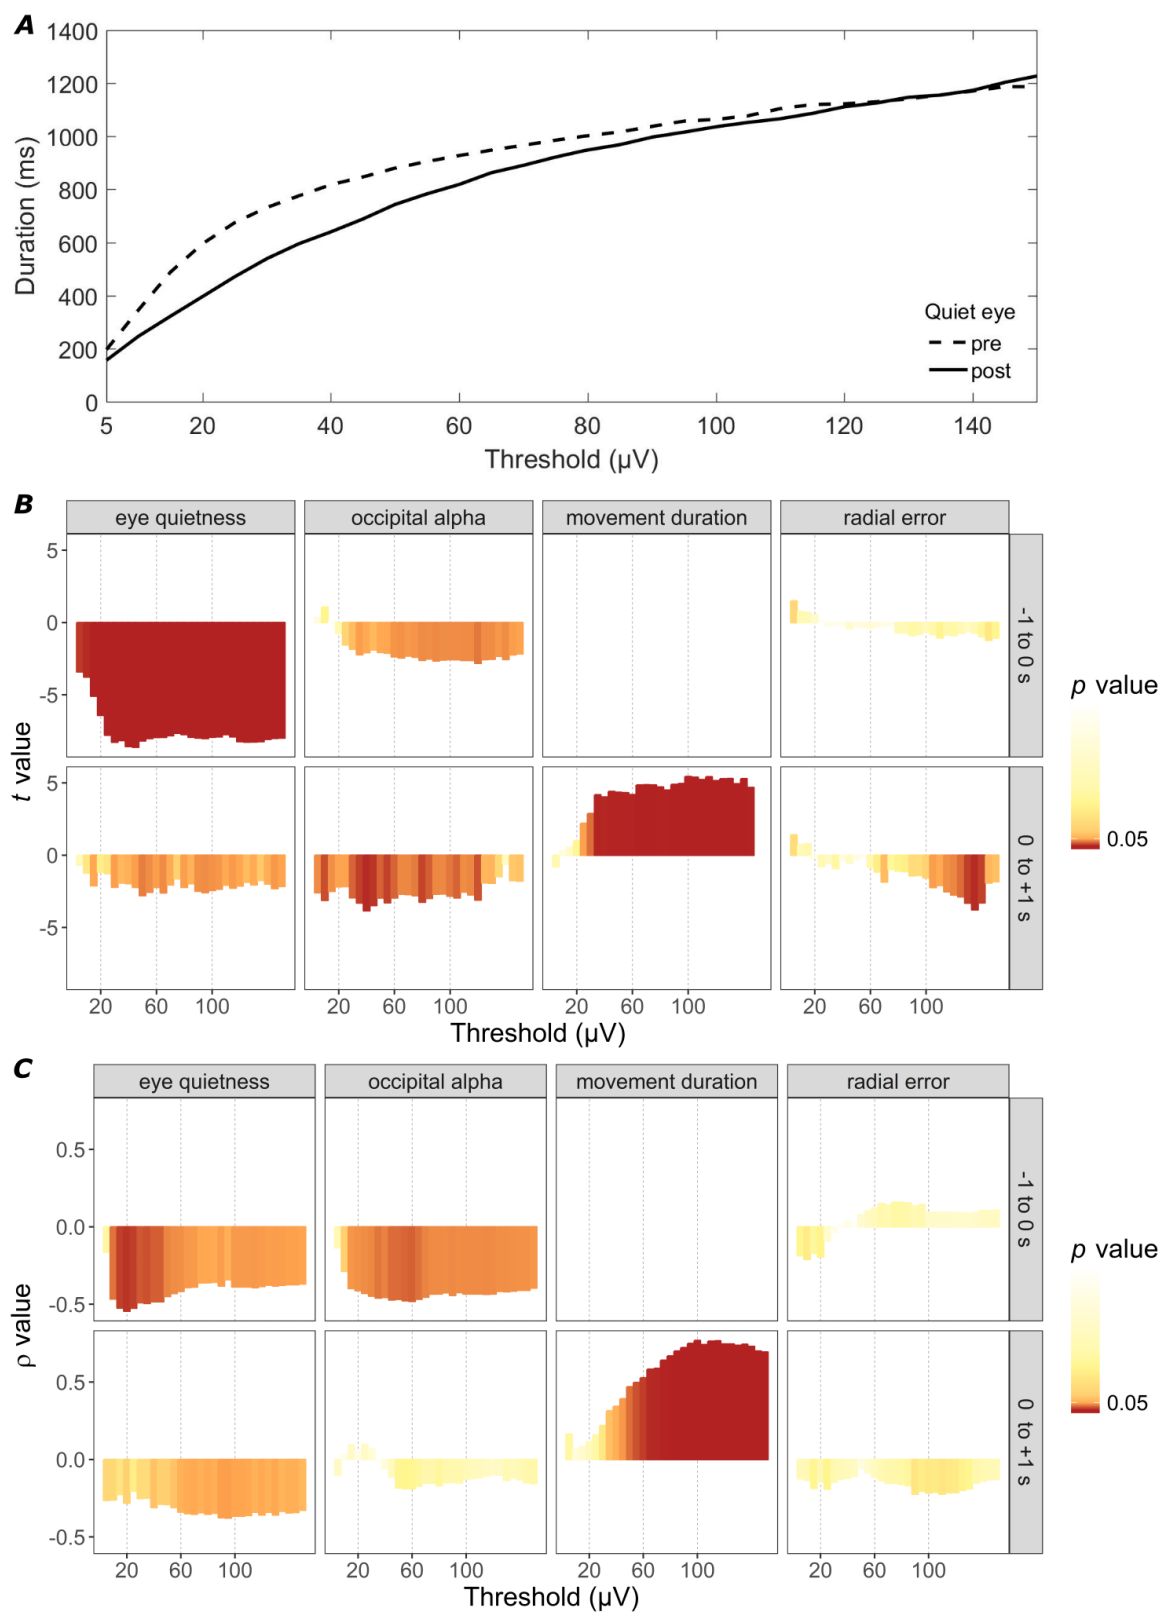 A
1400
1200
1000
800
600
400
200
0
Duration (ms)
Quiet eye
pre
post
5 20 40 60 80 100 120 140
Threshold (µV)
B
eye quietness occipital alpha movement duration radial error
5
0
-5
-1 to 0 s
t value
5
0
-5
0 to +1 s
20 60 100 20 60 100 20 60 100 20 60 100
Threshold (µV)
p value
0.05
C
eye quietness occipital alpha movement duration radial error
0.5
0.0
-0.5
-1 to 0 s
ρ value
0.5
0.0
-0.5
0 to +1 s
20 60 100 20 60 100 20 60 100 20 60 100
Threshold (µV)
p value
0.05